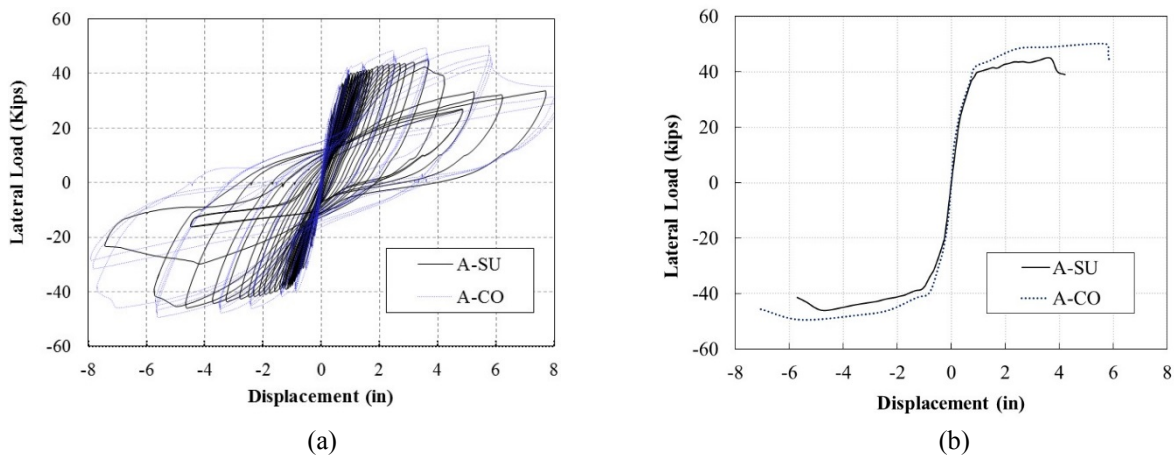 60
40
20
0
-20
-40
-60
Lateral Load (Kips)
A-SU
A-CO
-8 -6 -4 -2 0 2 4 6 8
Displacement (in)
(a)
60
40
20
0
-20
-40
-60
Lateral Load (kips)
A-SU
A-CO
-8 -6 -4 -2 0 2 4 6 8
Displacement (in)
(b)